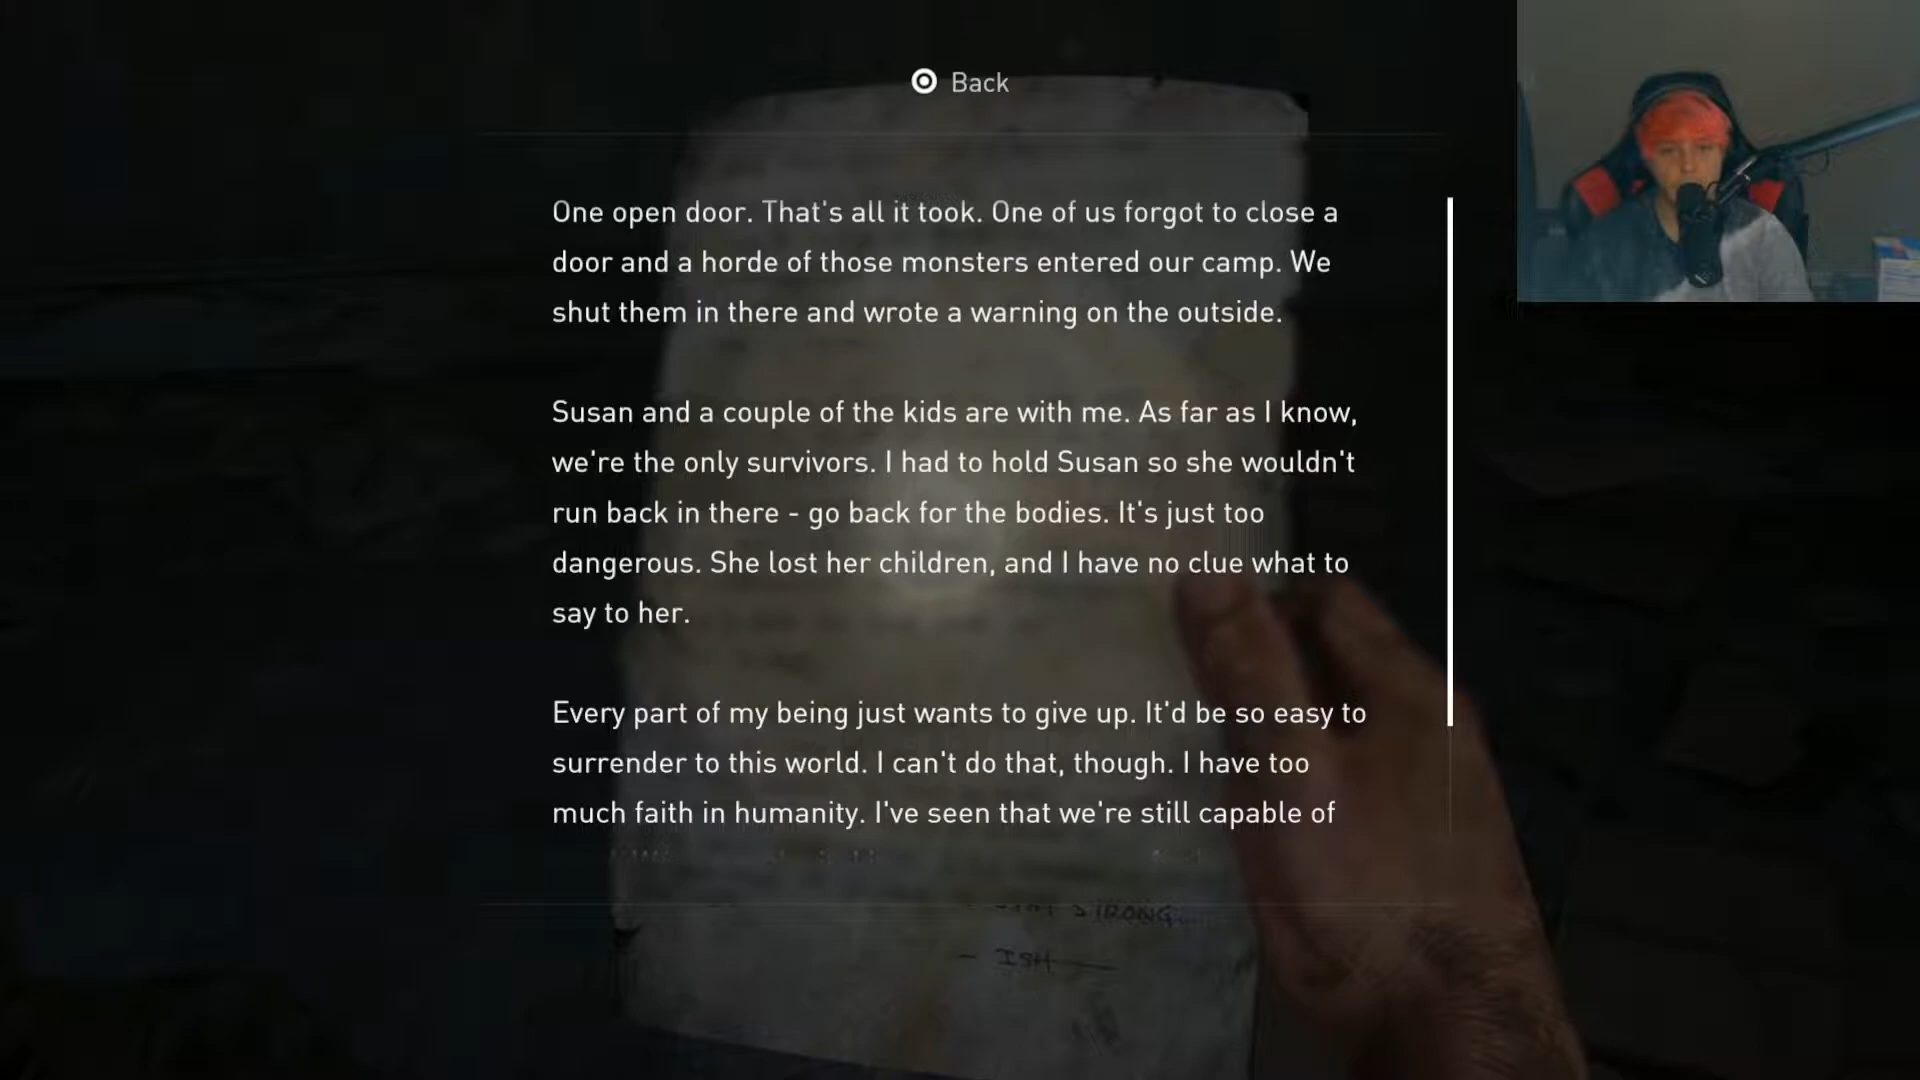 Back
One open door. That's all it took. One of us forgot to close a
door and a horde of those monsters entered our camp. We
shut them in there and wrote a warning on the outside.
Susan and a couple of the kids are with me. As far as I know,
we're the only survivors. I had to hold Susan so she wouldn't
run back in there - go back for the bodies. It's just too
dangerous. She lost her children, and I have no clue what to
say to her.
Every part of my being just wants to give up. It'd be so easy to
surrender to this world. I can't do that, though. I have too
much faith in humanity. I've seen that we're still capable of
STRONG
- ISH